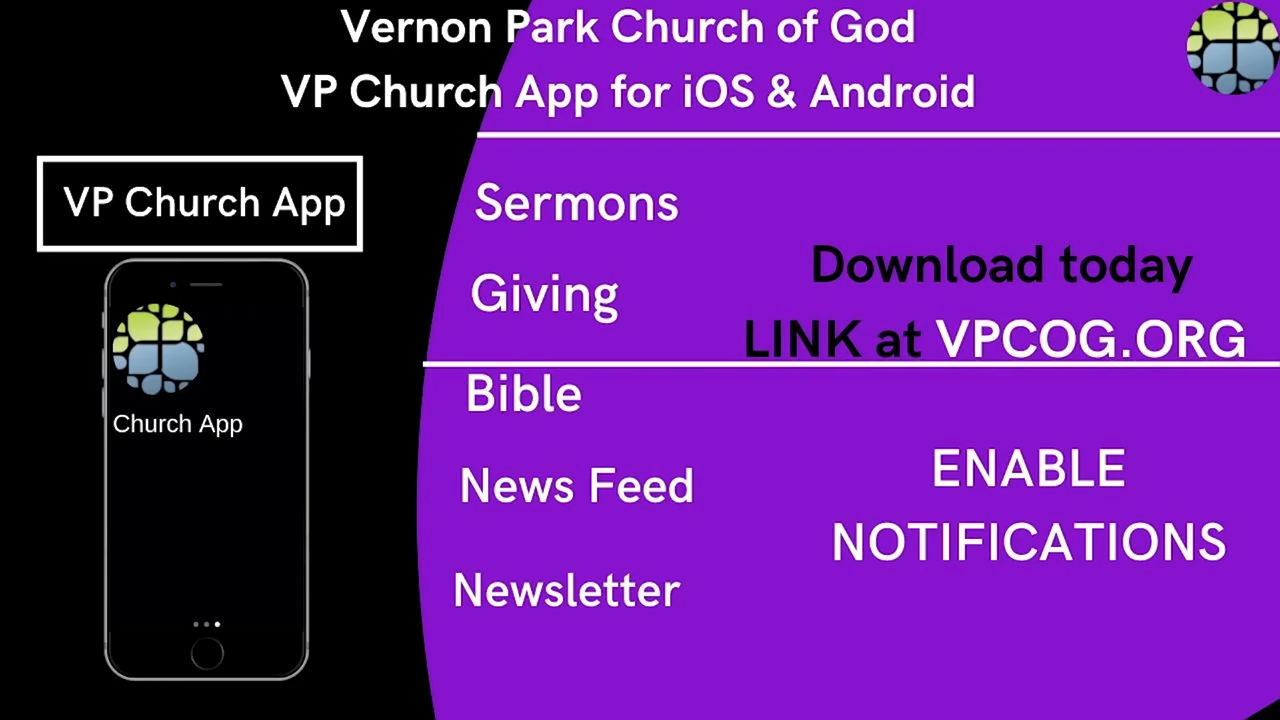 Vernon Park Church of God
VP Church App for iOS & Android
VP Church App
Church App
Sermons
Giving
Bible
News Feed
Newsletter
Download today
LINK at VPCOG.ORG
ENABLE
NOTIFICATIONS